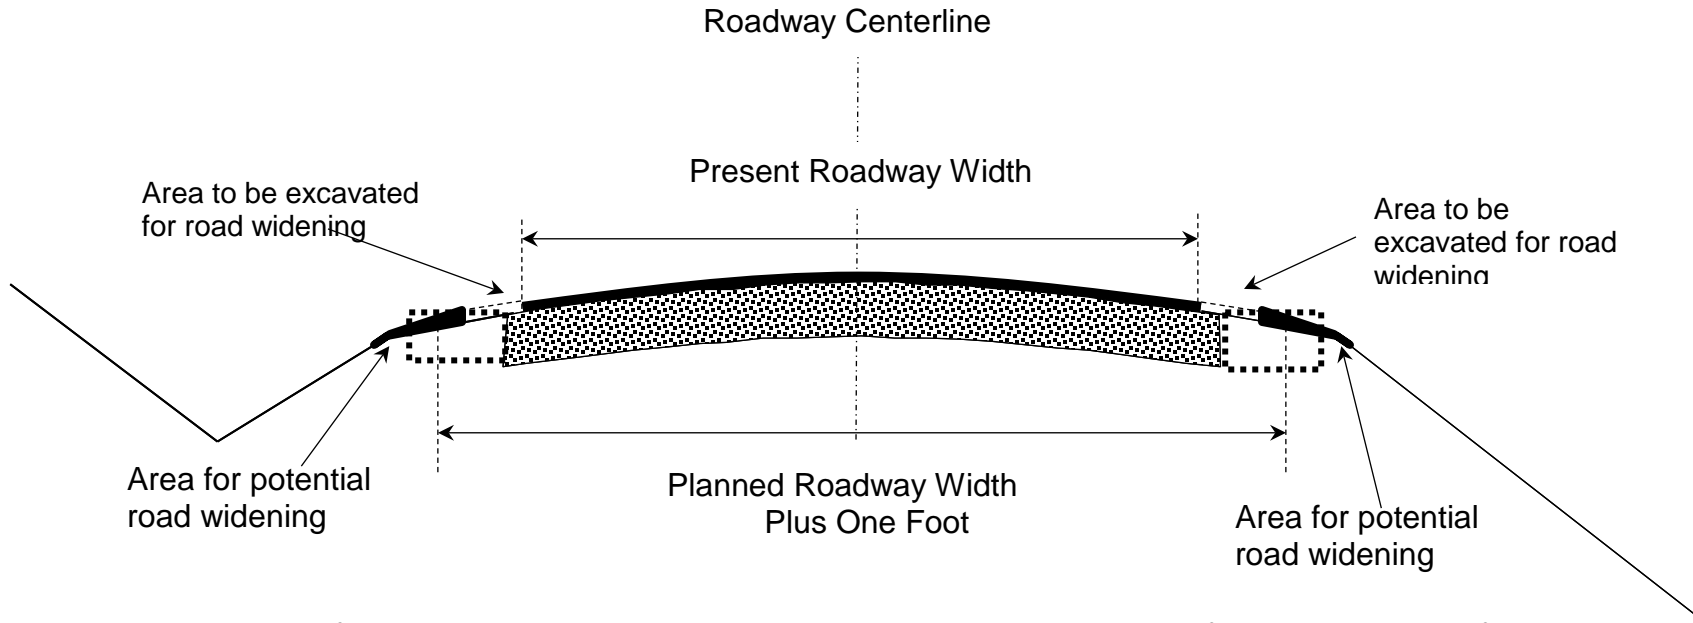 Roadway Centerline
Present Roadway Width
Area to be excavated
for road widening
Area to be
excavated for road
widening
Area for potential
road widening
Planned Roadway Width
Plus One Foot
Area for potential
road widening